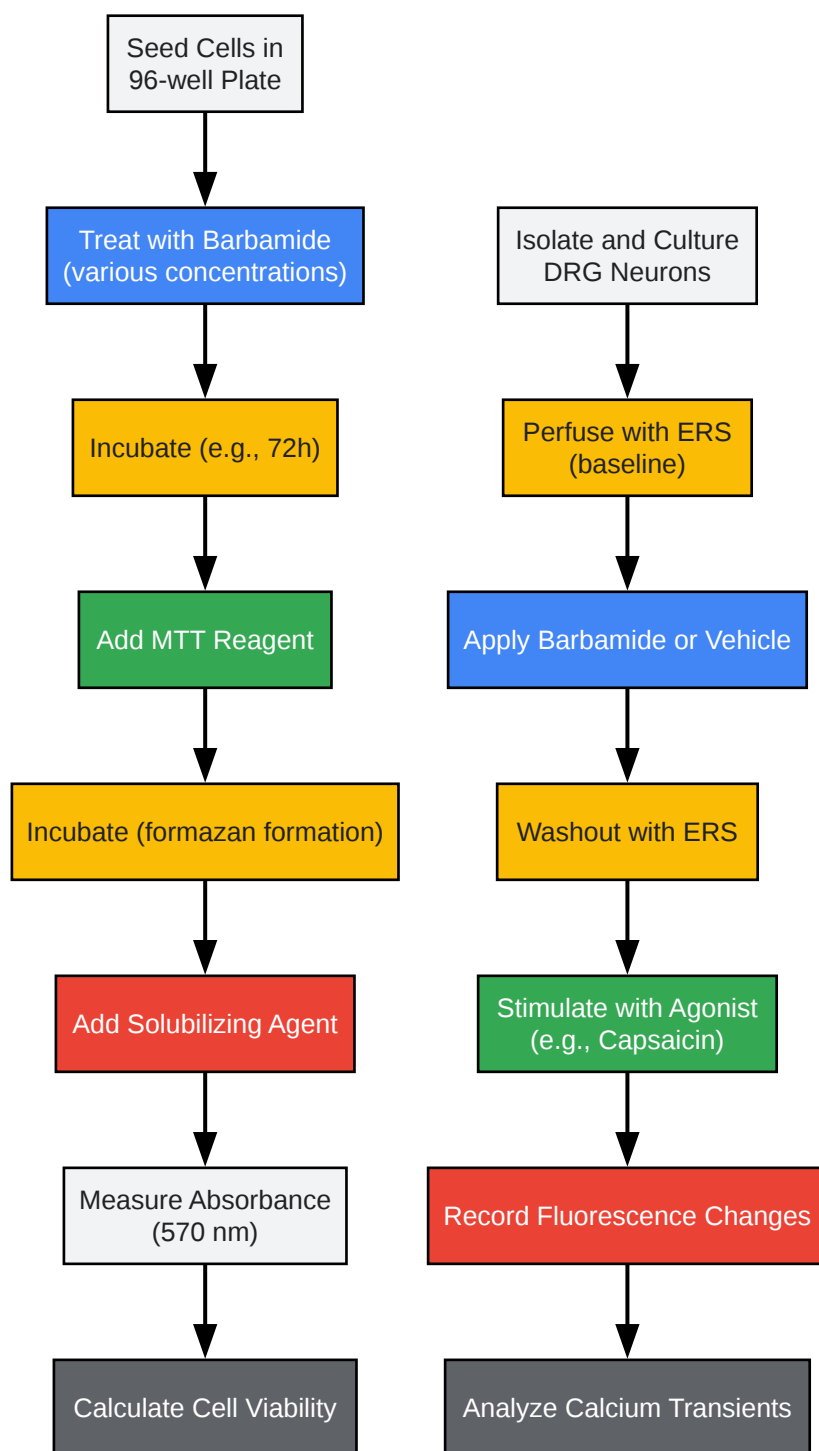 Seed Cells in
96-well Plate
Treat with Barbamide
(various concentrations)
Incubate (e.g., 72h)
Add MTT Reagent
Incubate (formazan formation)
Add Solubilizing Agent
Measure Absorbance
(570 nm)
Calculate Cell Viability
Isolate and Culture
DRG Neurons
Perfuse with ERS
(baseline)
Apply Barbamide or Vehicle
Washout with ERS
Stimulate with Agonist
(e.g., Capsaicin)
Record Fluorescence Changes
Analyze Calcium Transients